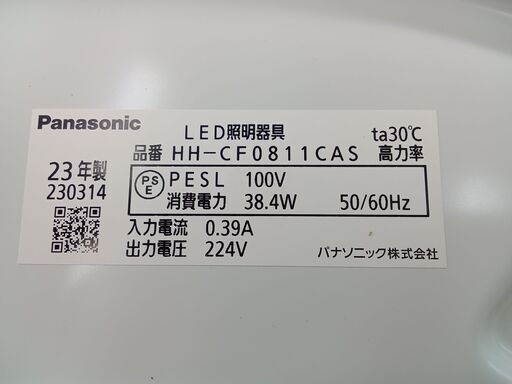 Panasonic
LED照明器具 ta30℃
品番 HH-CF0811CAS 高力率
23年製
230314
PSE PESL 100V
消費電力 38.4W 50/60Hz
入力電流 0.39A
出力電圧 224V
パナソニック株式会社